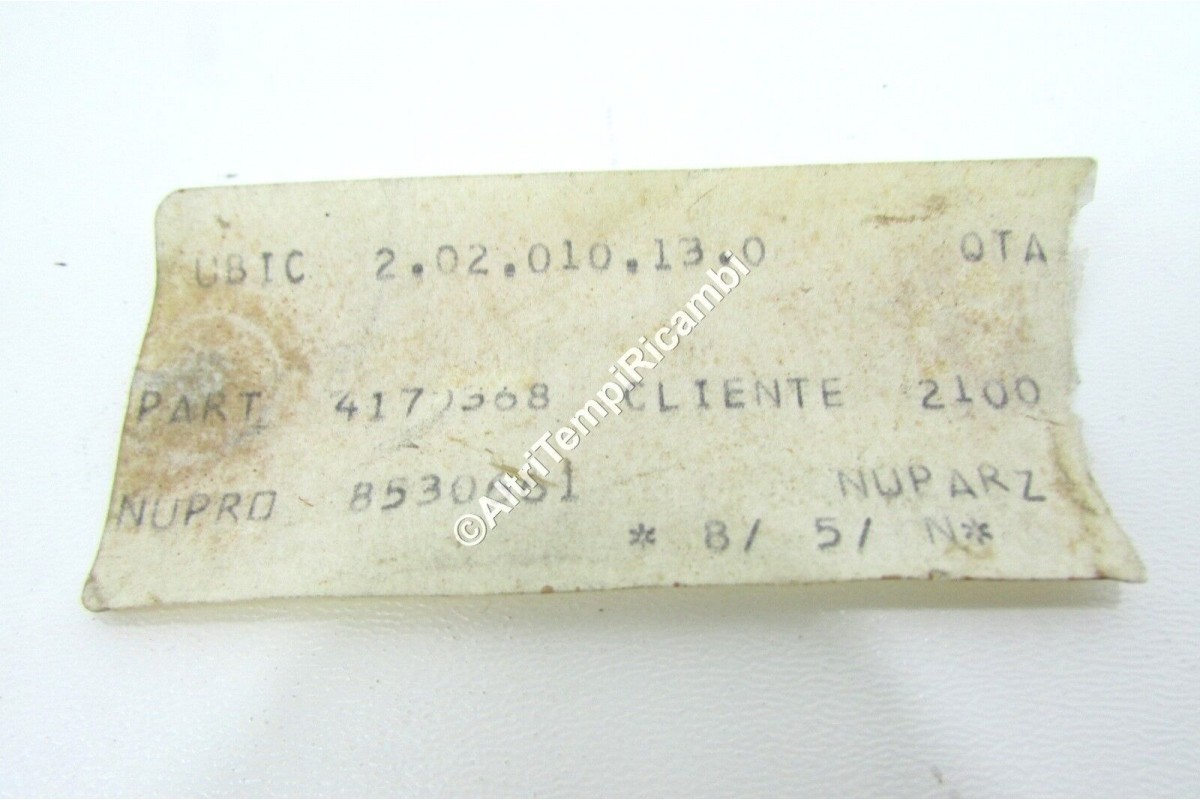 UBIC 2.02.010.13.0 QTA
PART CLIENTE 2100
NUPRO NUPARZ
* 8/ 5/ N*
©AltriTempiRicambi